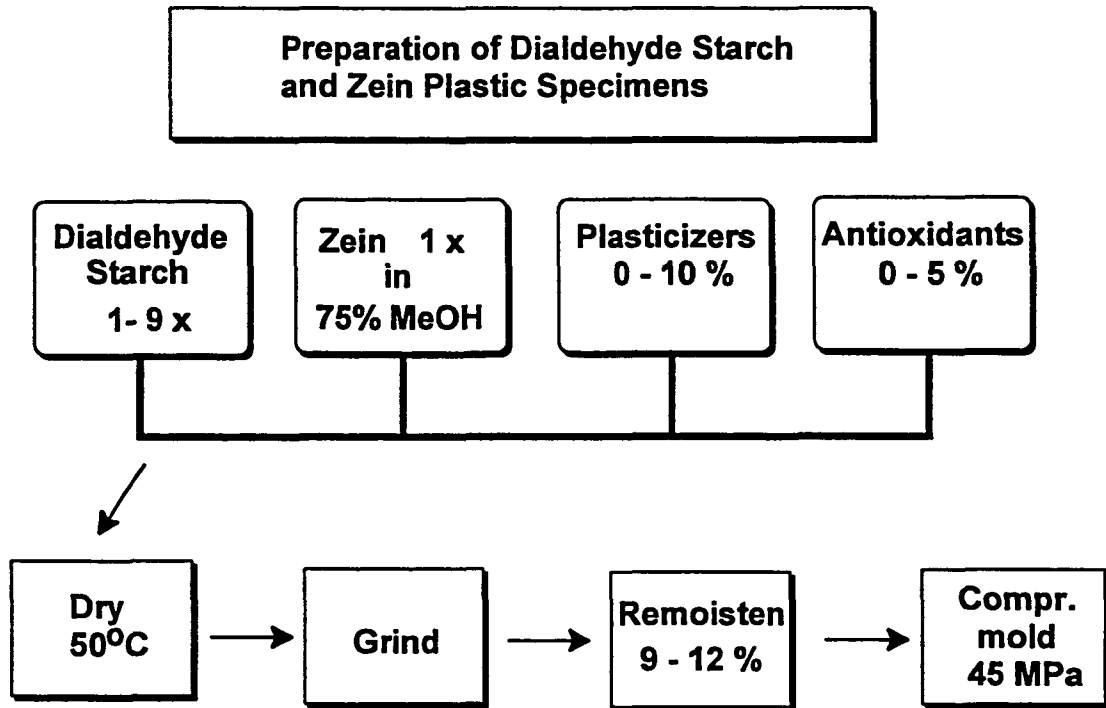 Preparation of Dialdehyde Starch
and Zein Plastic Specimens
Dialdehyde
Starch
1- 9 x
Zein 1 x
in
75% MeOH
Plasticizers
0 - 10 %
Antioxidants
0 - 5 %
Dry
50°C
Grind
Remoisten
9 - 12 %
Compr.
mold
45 MPa